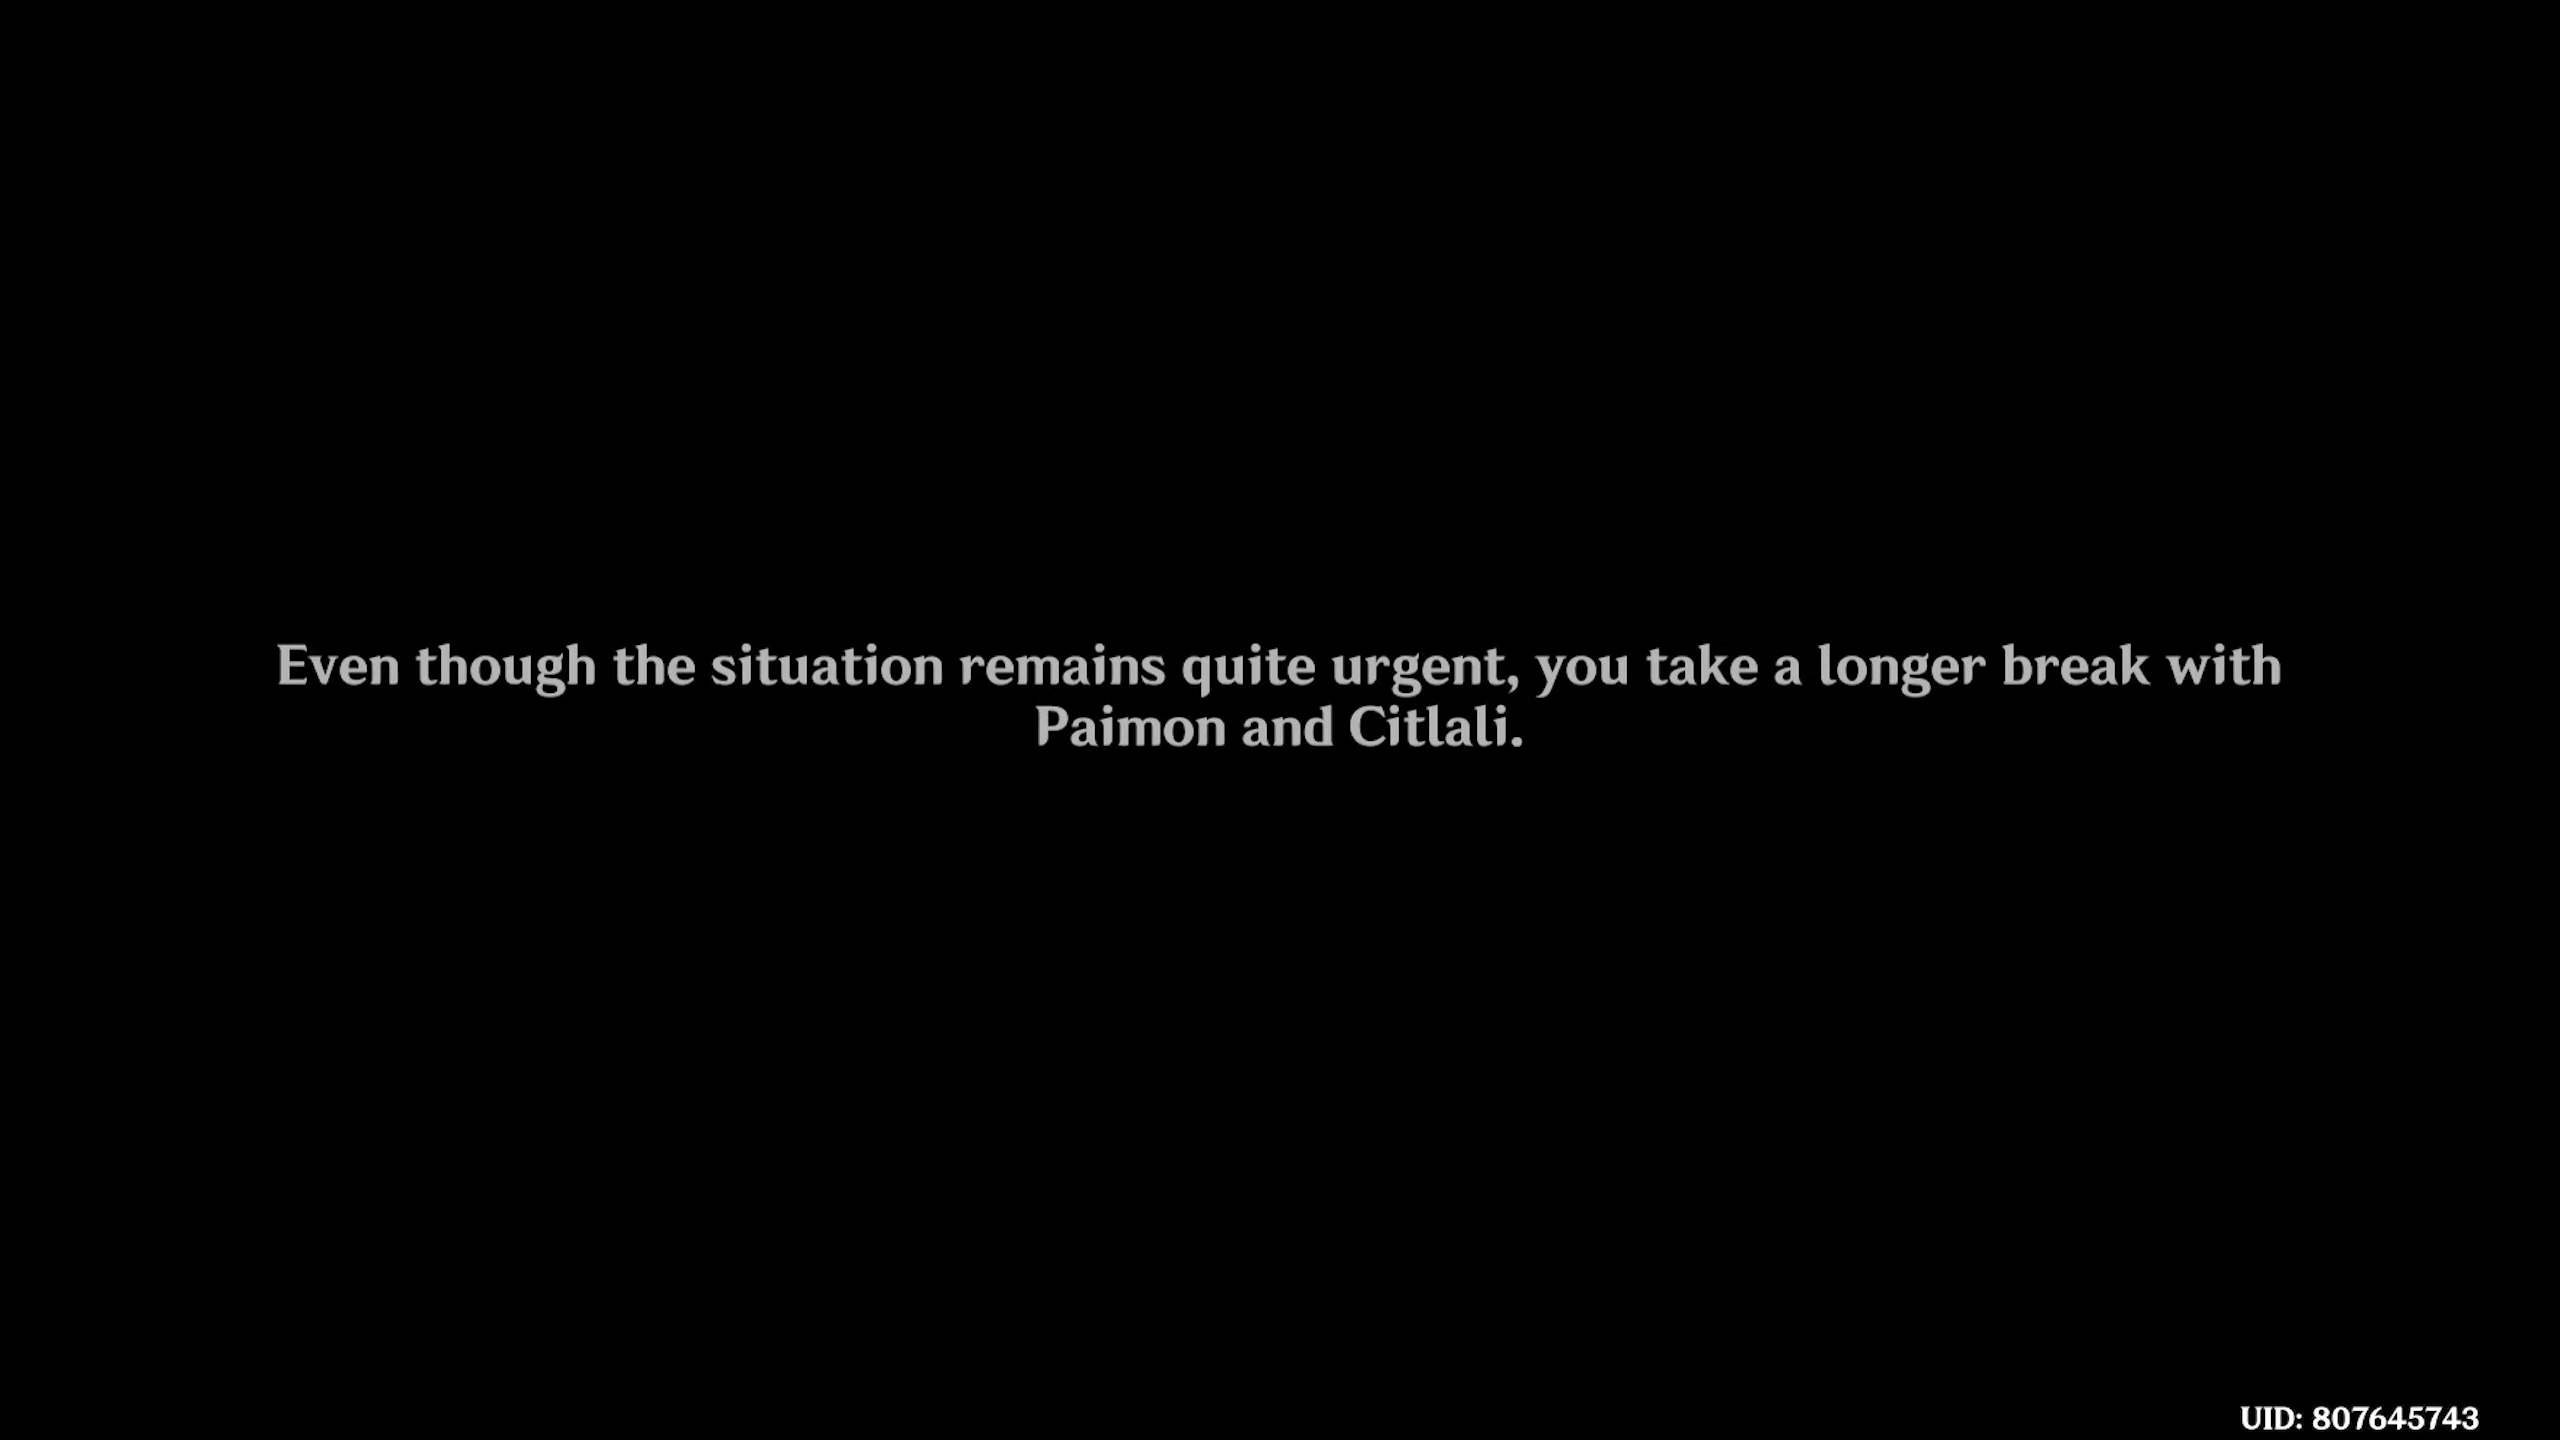 Even though the situation remains quite urgent, you take a longer break with
Paimon and Citlali.
UID: 807645743